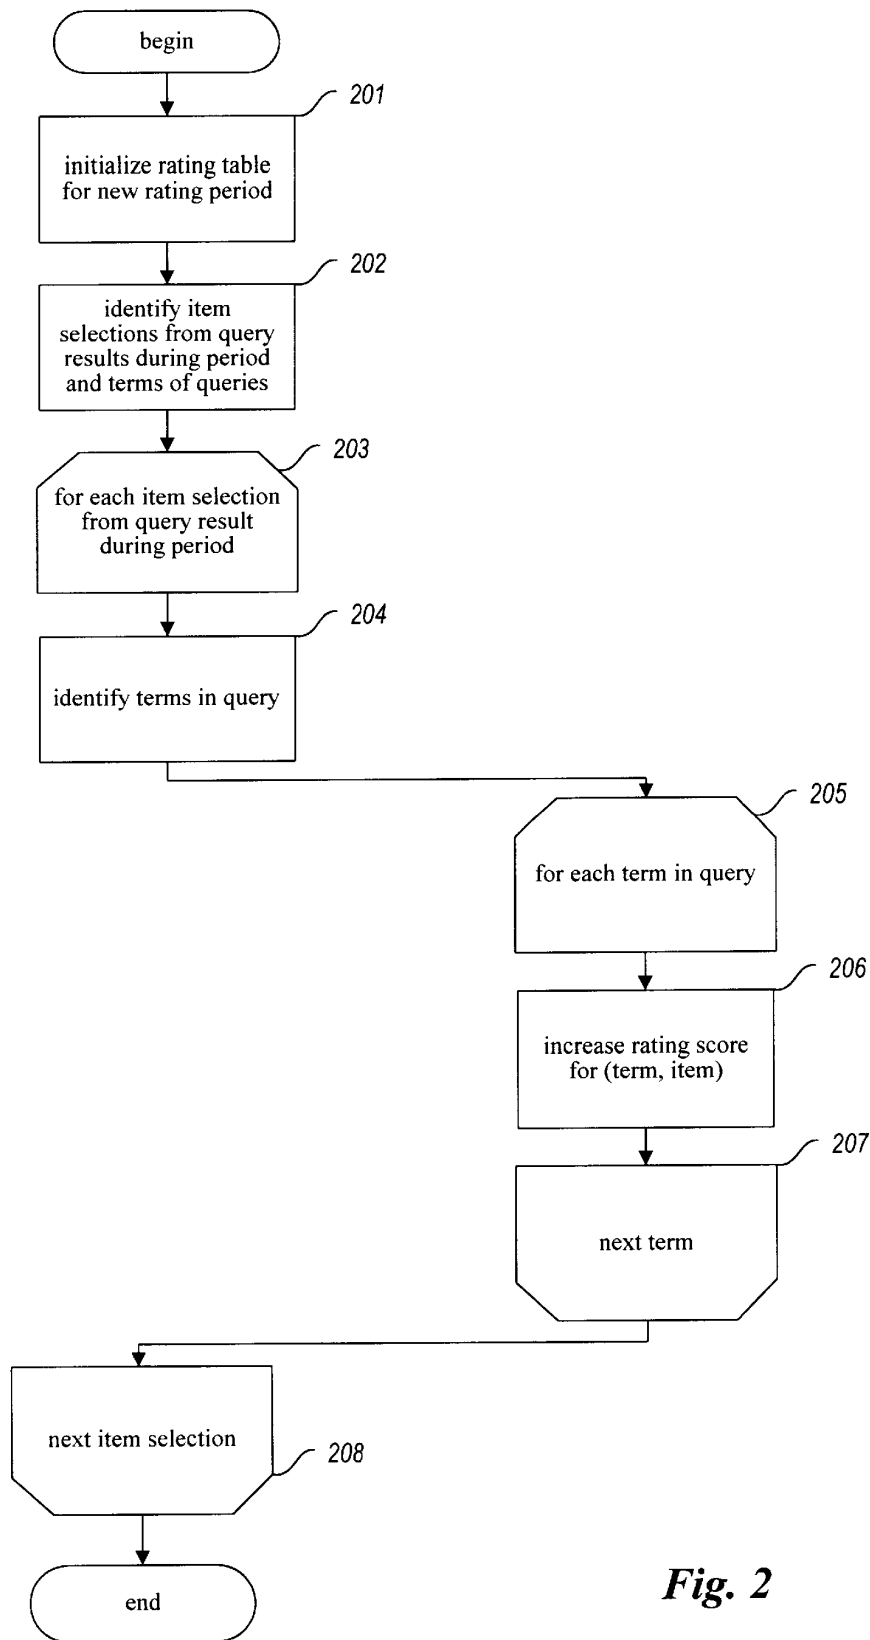 begin
201
initialize rating table
for new rating period
202
identify item
selections from query
results during period
and terms of queries
203
for each item selection
from query result
during period
204
identify terms in query
205
for each term in query
206
increase rating score
for (term, item)
207
next term
next item selection
208
end
Fig. 2